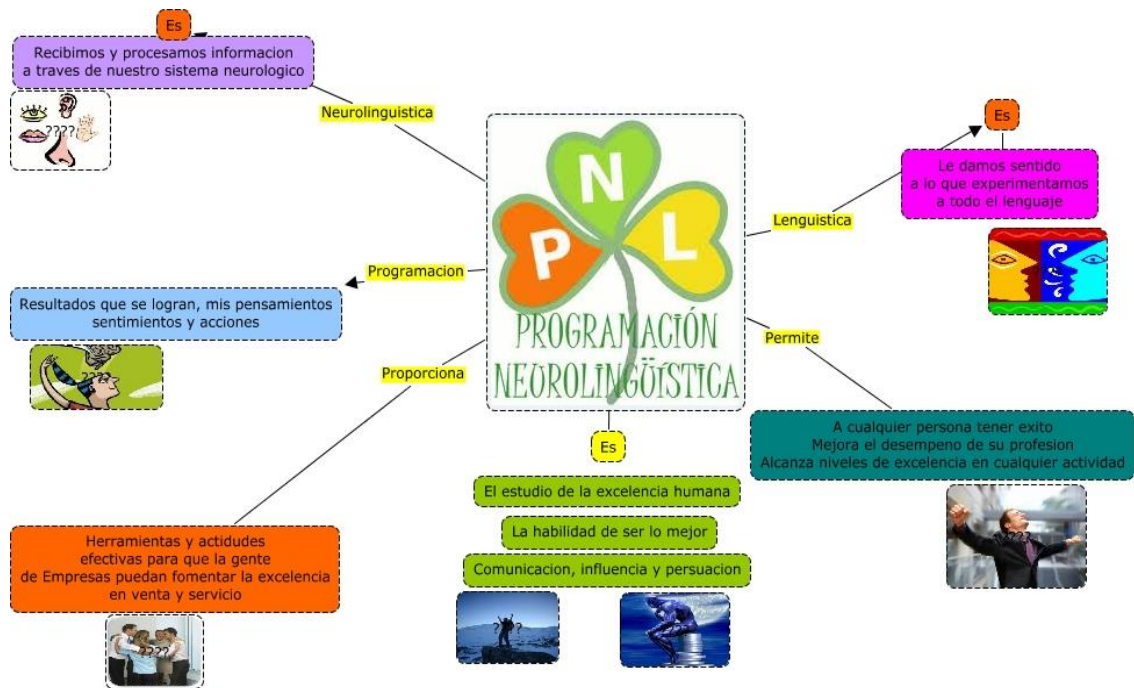 Es
Recibimos y procesamos informacion
a traves de nuestro sistema neurologico
????
Neurolinguistica
P
N
L
PROGRAMACIÓN
NEUROLINGÜÍSTICA
Lenguistica
Es
Le damos sentido
a lo que experimentamos
a todo el lenguaje
Programacion
Resultados que se logran, mis pensamientos
sentimientos y acciones
Proporciona
Herramientas y actidudes
efectivas para que la gente
de Empresas puedan fomentar la excelencia
en venta y servicio
????
Es
El estudio de la excelencia humana
La habilidad de ser lo mejor
Comunicacion, influencia y persuacion
Permite
A cualquier persona tener exito
Mejora el desempeno de su profesion
Alcanza niveles de excelencia en cualquier actividad